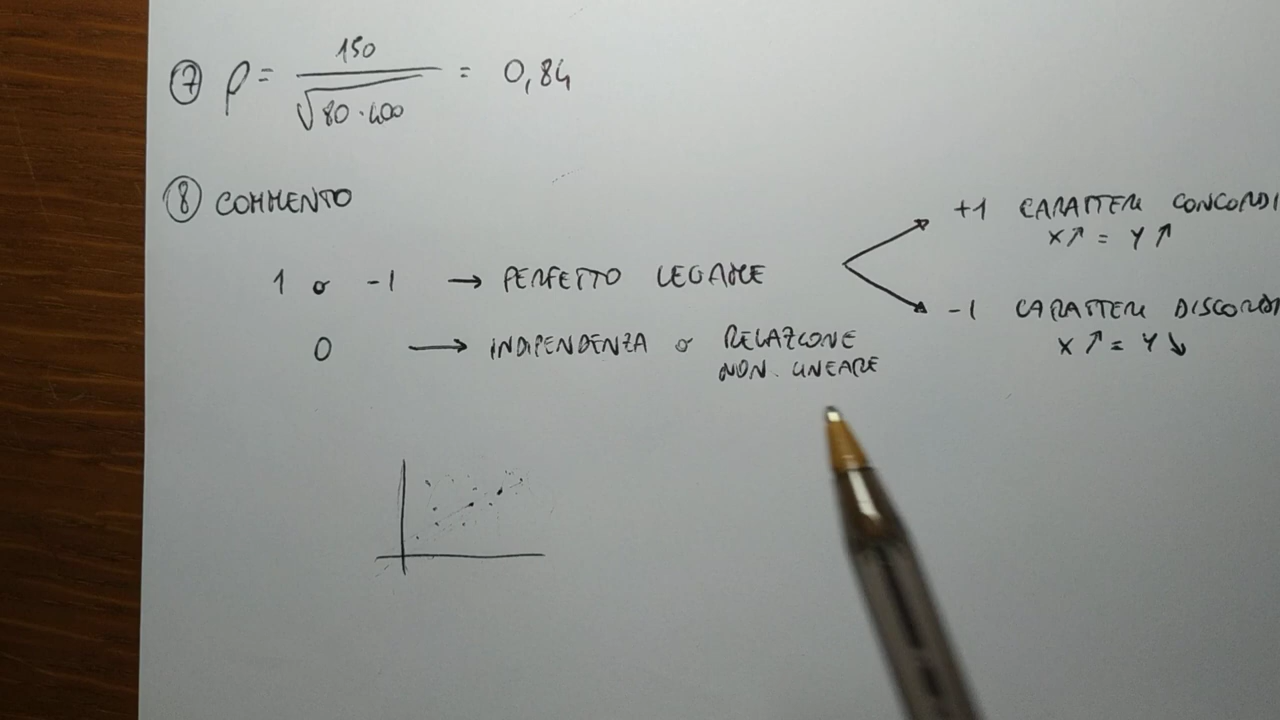 ⑦ ρ = 150 / √80·400 = 0,84
⑧ COMMENTO
1 o -1 → PERFETTO LEGAME
+1 CARATTERI CONCORDI
X↗ = Y↗
-1 CARATTERI DISCORDI
X↗ = Y↘
0 → INDIPENDENZA o RELAZIONE
NON LINEARE